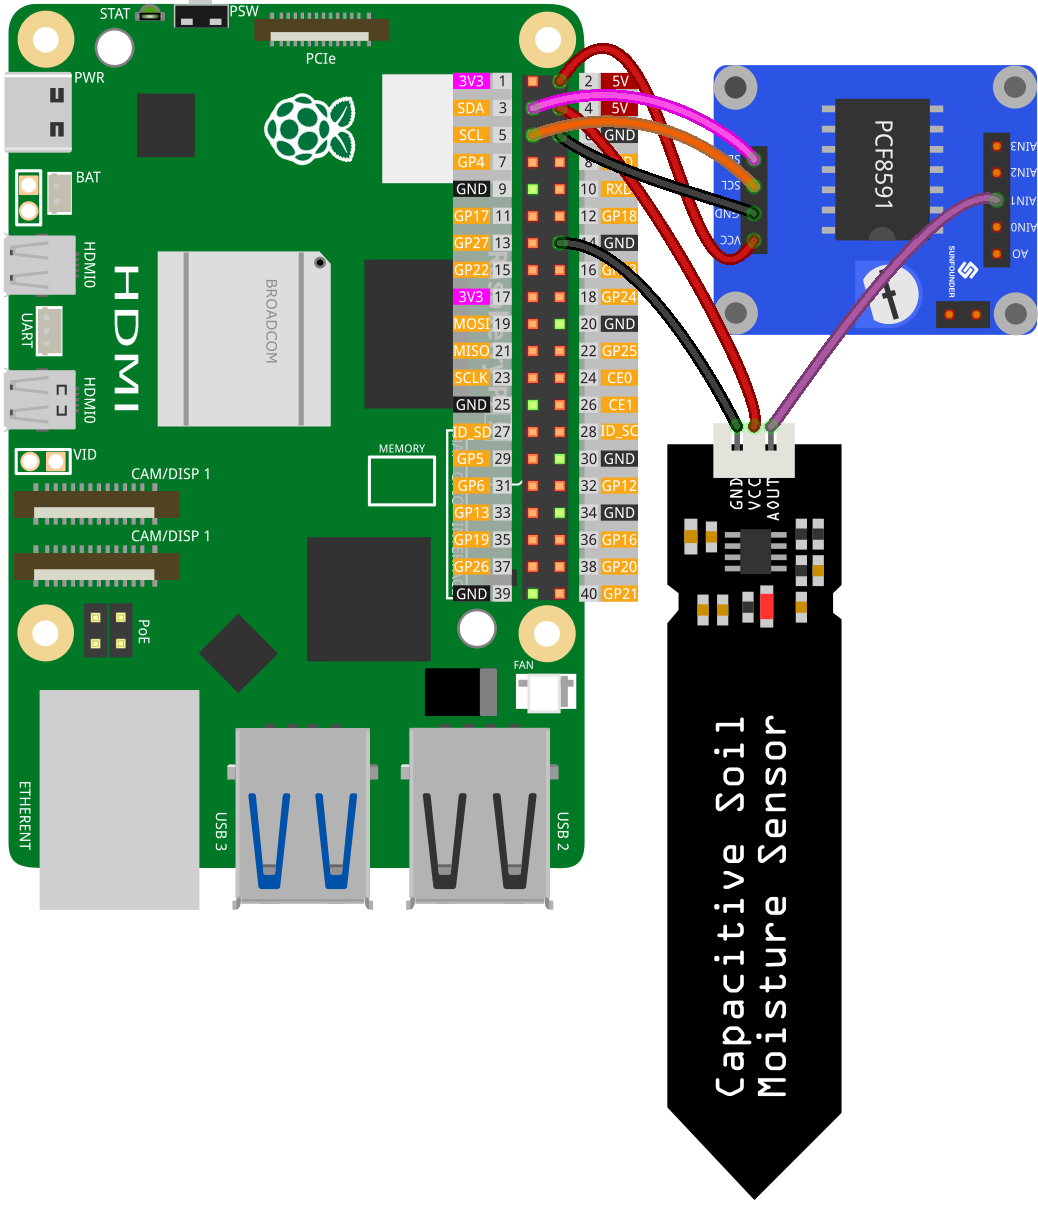 STAT
PSW
PCIe
PWR
BAT
HDMI0
UART
HDMI
BROADCOM
HDMI0
VID
MEMORY
CAM/DISP 1
CAM/DISP 1
PoE
FAN
ETHERENT
USB 3
USB 2
3V3 1 2 5V
SDA 3 4 5V
SCL 5 GND
GP4 7 8
GND 9 10 RXD
GP17 11 12 GP18
GP27 13 14 GND
GP22 15 16
3V3 17 18 GP24
MOSI 19 20 GND
MISO 21 22 GP25
SCLK 23 24 CE0
GND 25 26 CE1
ID_SD 27 28 ID_SC
GP5 29 30 GND
GP6 31 32 GP12
GP13 33 34 GND
GP19 35 36 GP16
GP26 37 38 GP20
GND 39 40 GP21
SCL
GND
VCC
PCF8591
AIN3
AIN2
AIN1
AIN0
AO
SUNFOUNDER
GND
VCC
AOUT
Capacitive Soil
Moisture Sensor